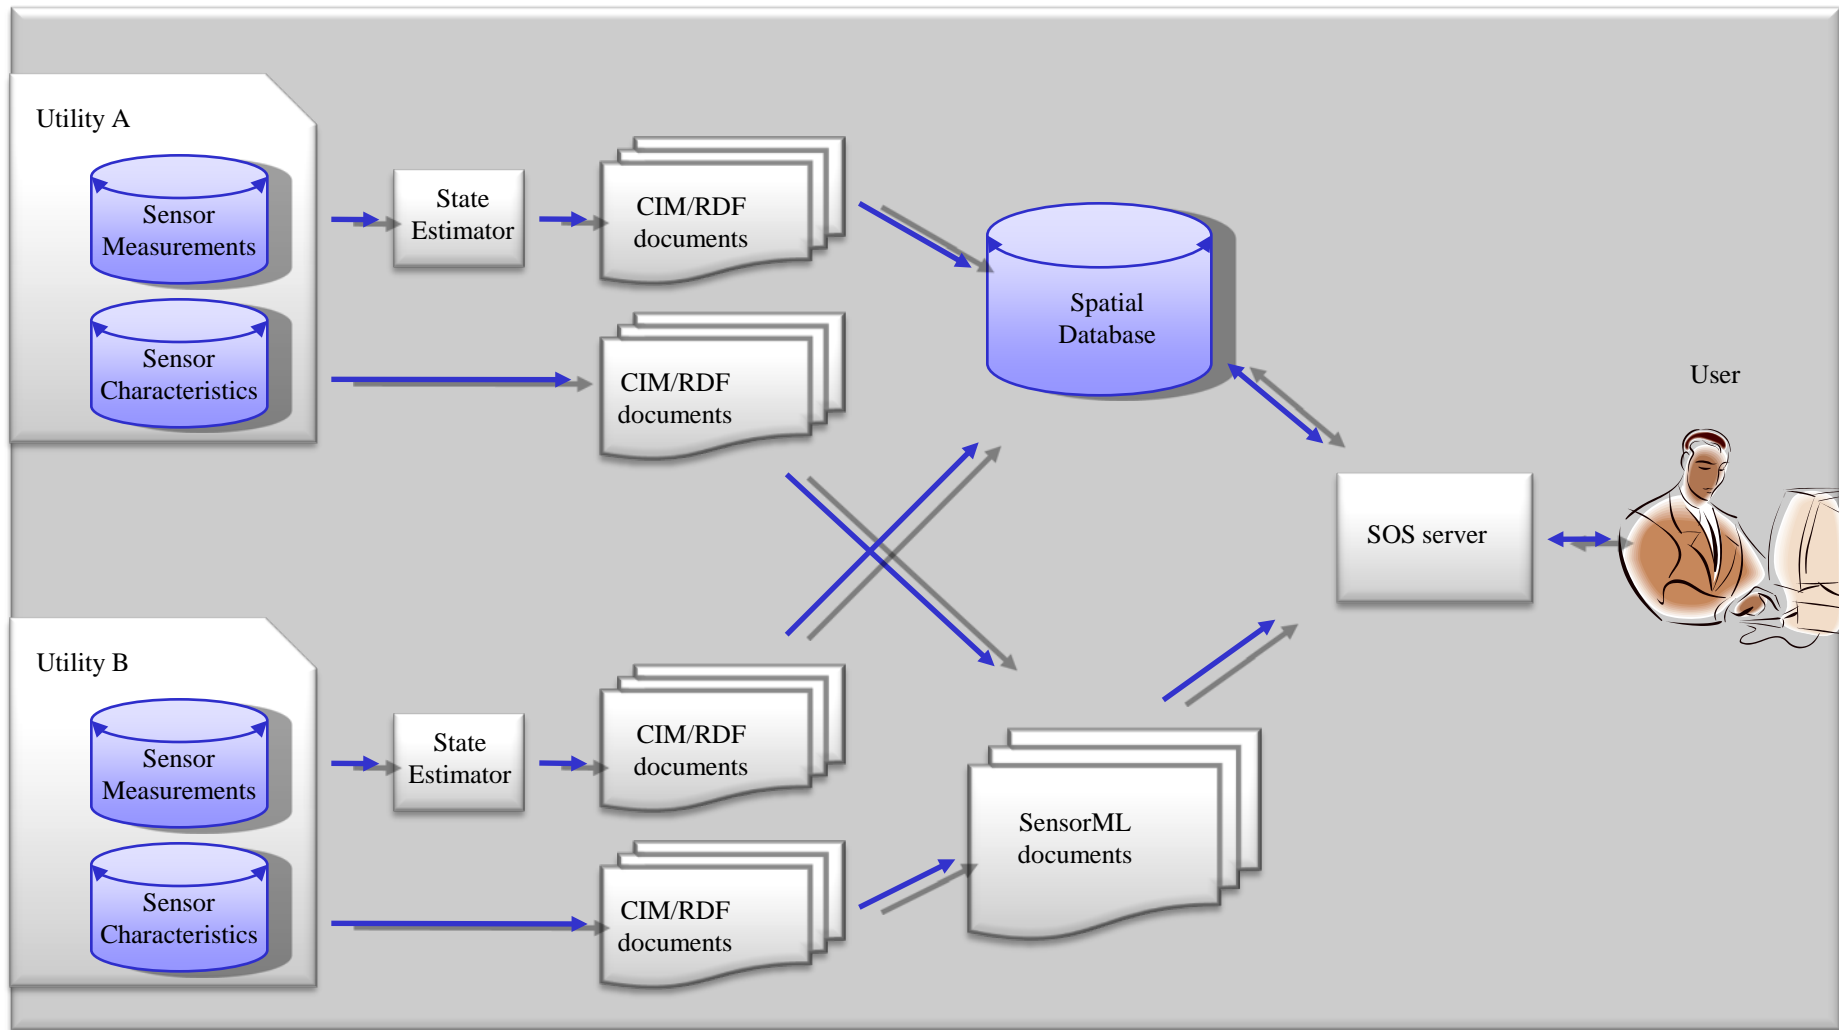 Utility A
Sensor
Measurements
State
Estimator
CIM/RDF
documents
Sensor
Characteristics
CIM/RDF
documents
Spatial
Database
User
SOS server
Utility B
Sensor
Measurements
State
Estimator
CIM/RDF
documents
Sensor
Characteristics
CIM/RDF
documents
SensorML
documents